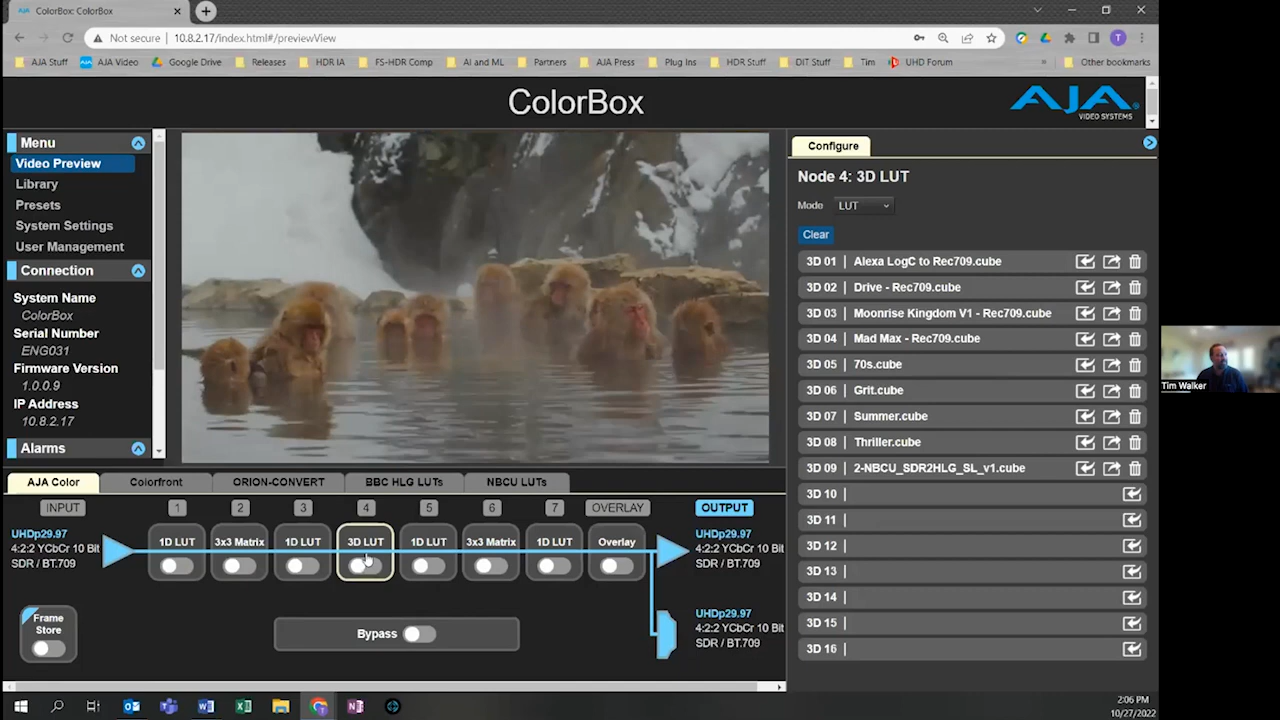 ColorBox: ColorBox
Not secure | 10.8.2.17/index.html#/previewView
AJA Stuff
AJA Video
Google Drive
Releases
HDR IA
FS-HDR Comp
AI and ML
Partners
AJA Press
Plug Ins
HDR Stuff
DIT Stuff
Tim
UHD Forum
»
Other bookmarks
T
ColorBox
AJA
VIDEO SYSTEMS
Menu
Video Preview
Library
Presets
System Settings
User Management
Connection
System Name
ColorBox
Serial Number
ENG031
Firmware Version
1.0.0.9
IP Address
10.8.2.17
Alarms
Configure
Node 4: 3D LUT
Mode LUT
Clear
3D 01 | Alexa LogC to Rec709.cube
3D 02 | Drive - Rec709.cube
3D 03 | Moonrise Kingdom V1 - Rec709.cube
3D 04 | Mad Max - Rec709.cube
3D 05 | 70s.cube
3D 06 | Grit.cube
3D 07 | Summer.cube
3D 08 | Thriller.cube
3D 09 | 2-NBCU_SDR2HLG_SL_v1.cube
3D 10 |
3D 11 |
3D 12 |
3D 13 |
3D 14 |
3D 15 |
3D 16 |
AJA Color
Colorfront
ORION-CONVERT
BBC HLG LUTs
NBCU LUTs
INPUT
1
2
3
4
5
6
7
OVERLAY
OUTPUT
UHDp29.97
4:2:2 YCbCr 10 Bit
SDR / BT.709
1D LUT
3x3 Matrix
1D LUT
3D LUT
1D LUT
3x3 Matrix
1D LUT
Overlay
UHDp29.97
4:2:2 YCbCr 10 Bit
SDR / BT.709
Frame
Store
Bypass
UHDp29.97
4:2:2 YCbCr 10 Bit
SDR / BT.709
Tim Walker
2:06 PM
10/27/2022